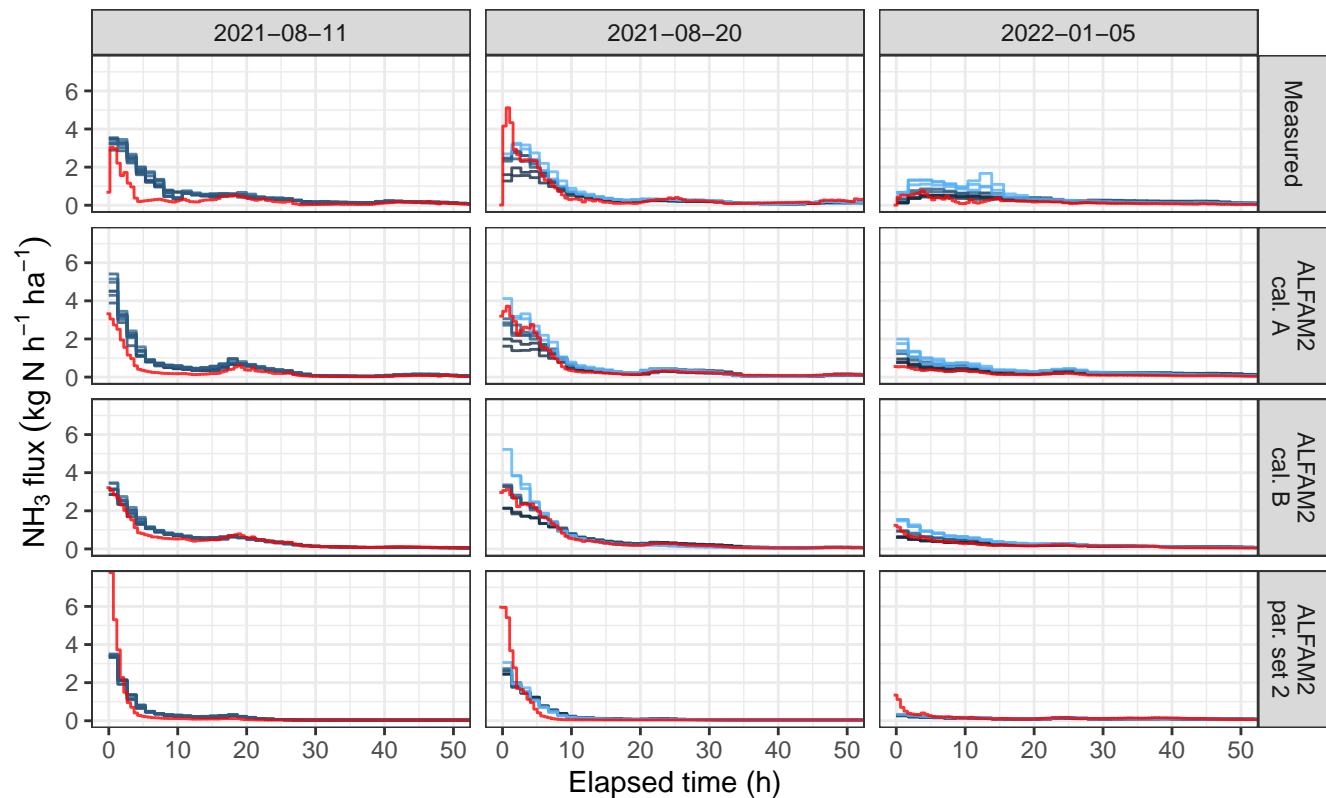 2021−08−11 2021−08−20 2022−01−05
6
4
2
0
Measured
6
4
2
0
ALFAM2
cal. A
6
4
2
0
ALFAM2
cal. B
6
4
2
0
ALFAM2
par. set 2
NH₃ flux (kg N h⁻¹ ha⁻¹)
0 10 20 30 40 50 0 10 20 30 40 50 0 10 20 30 40 50
Elapsed time (h)